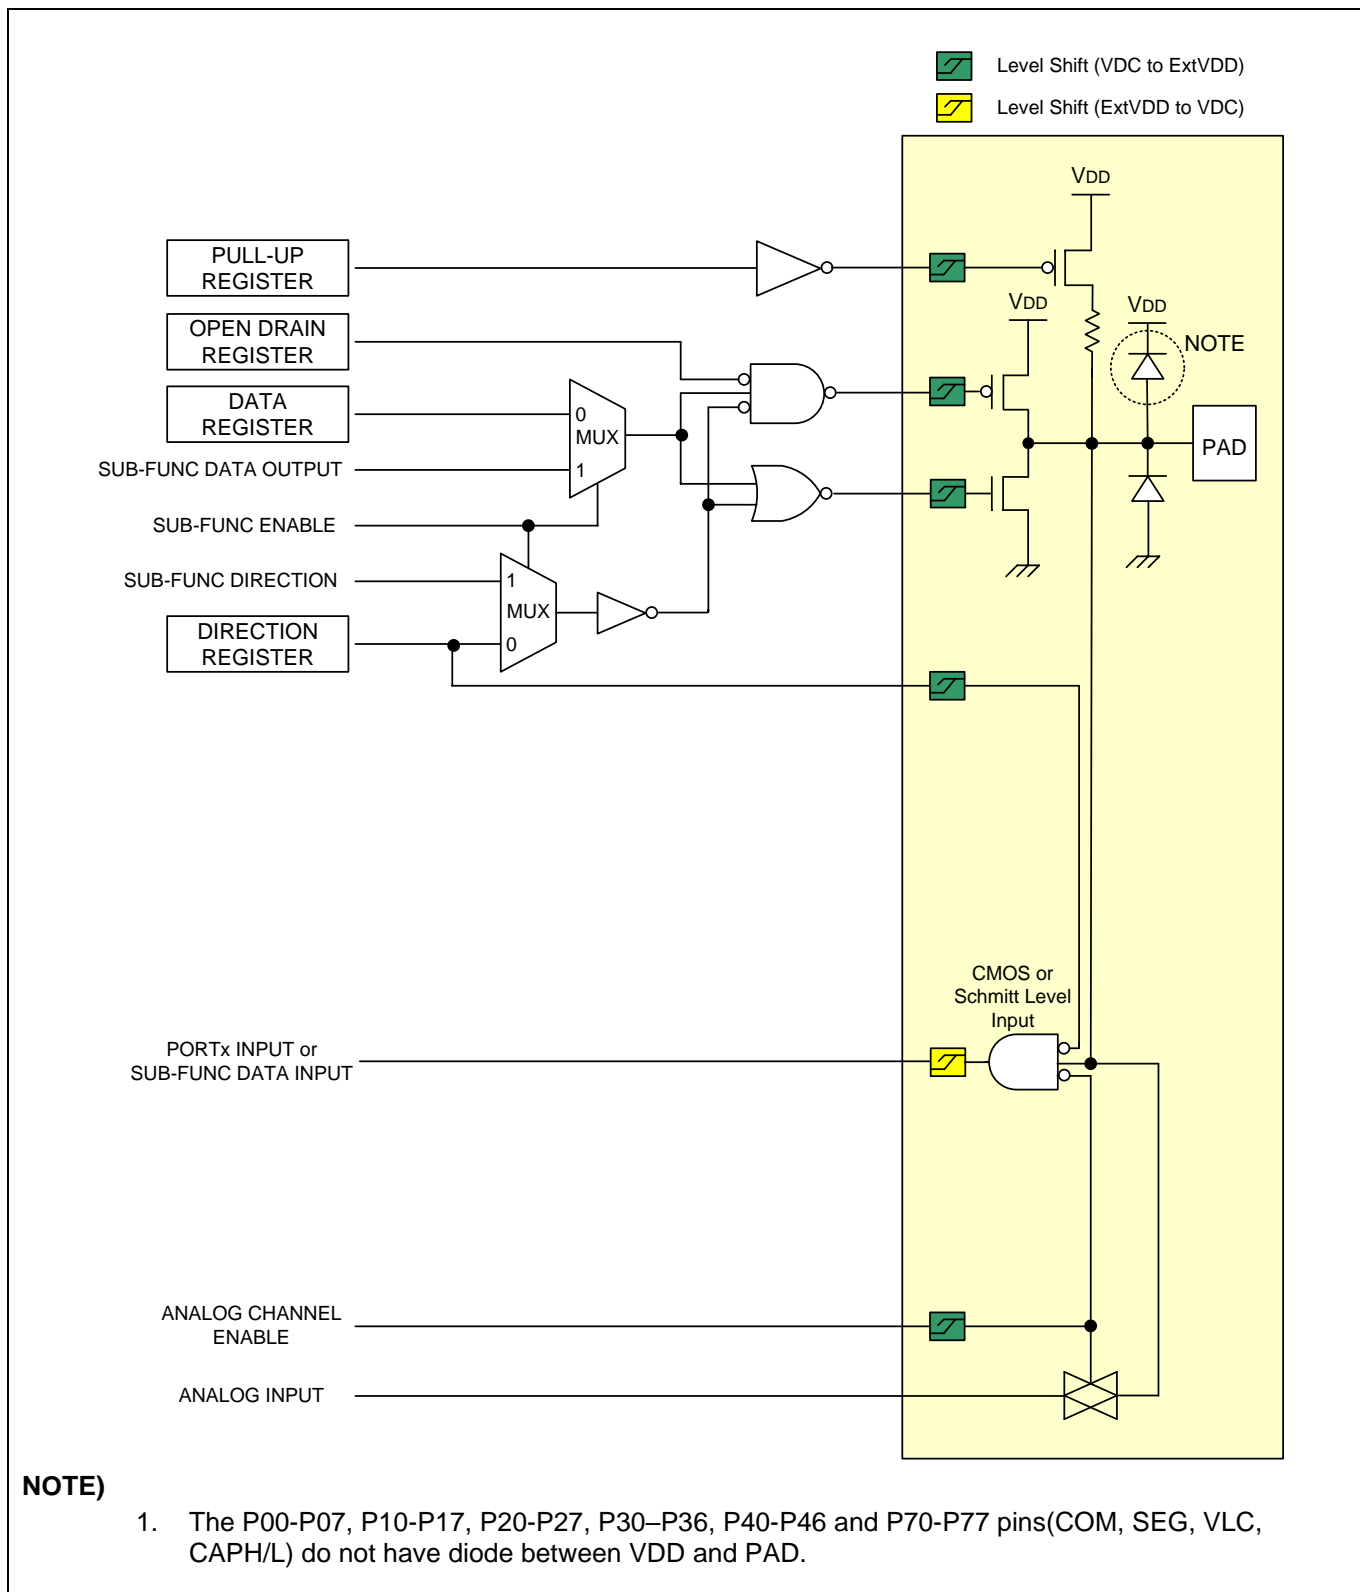 Level Shift (VDC to ExtVDD)
Level Shift (ExtVDD to VDC)
VDD
PULL-UP
REGISTER
VDD
VDD
OPEN DRAIN
REGISTER
NOTE
DATA
REGISTER
0
MUX
1
PAD
SUB-FUNC DATA OUTPUT
SUB-FUNC ENABLE
SUB-FUNC DIRECTION
1
MUX
0
DIRECTION
REGISTER
CMOS or
Schmitt Level
Input
PORTx INPUT or
SUB-FUNC DATA INPUT
ANALOG CHANNEL
ENABLE
ANALOG INPUT
NOTE)
1. The P00-P07, P10-P17, P20-P27, P30–P36, P40-P46 and P70-P77 pins(COM, SEG, VLC,
CAPH/L) do not have diode between VDD and PAD.